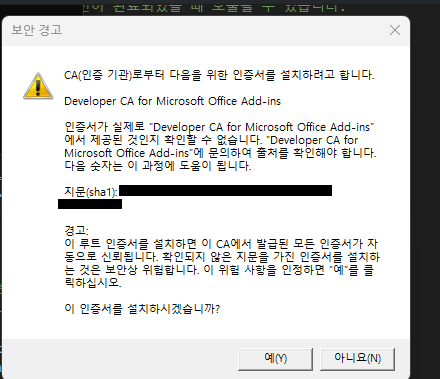 보안 경고
CA(인증 기관)로부터 다음을 위한 인증서를 설치하려고 합니다.
Developer CA for Microsoft Office Add-ins
인증서가 실제로 "Developer CA for Microsoft Office Add-ins"
에서 제공된 것인지 확인할 수 없습니다. "Developer CA for
Microsoft Office Add-ins"에 문의하여 출처를 확인해야 합니다.
다음 숫자는 이 과정에 도움이 됩니다.
지문(sha1):
경고:
이 루트 인증서를 설치하면 이 CA에서 발급된 모든 인증서가 자
동으로 신뢰됩니다. 확인되지 않은 지문을 가진 인증서를 설치하
는 것은 보안상 위험합니다. 이 위험 사항을 인정하면 "예"를 클
릭하십시오.
이 인증서를 설치하시겠습니까?
예(Y)
아니요(N)